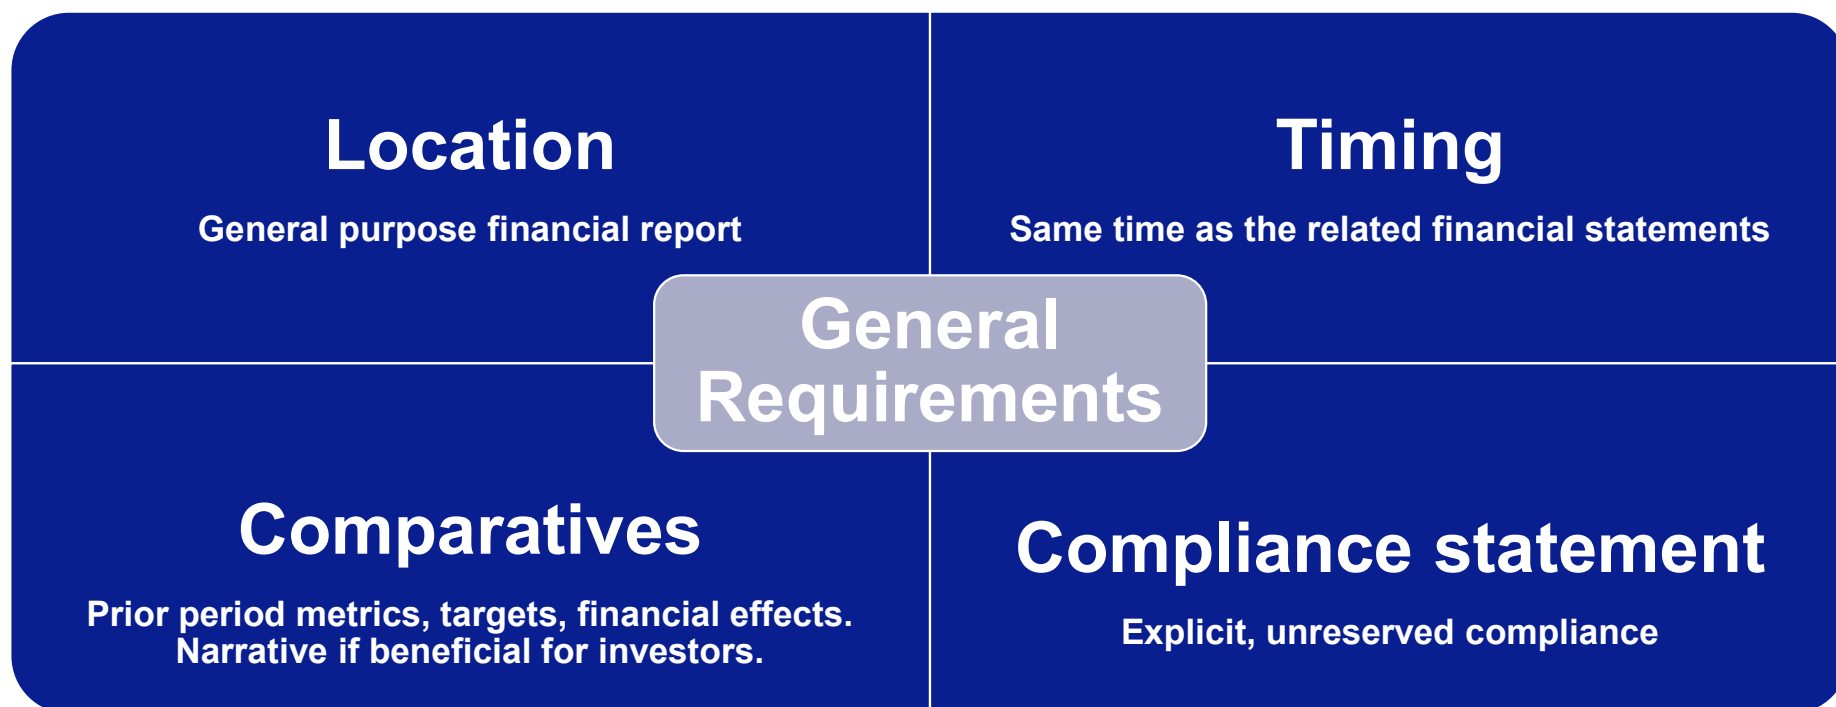 Location
General purpose financial report
Timing
Same time as the related financial statements
General
Requirements
Comparatives
Prior period metrics, targets, financial effects.
Narrative if beneficial for investors.
Compliance statement
Explicit, unreserved compliance